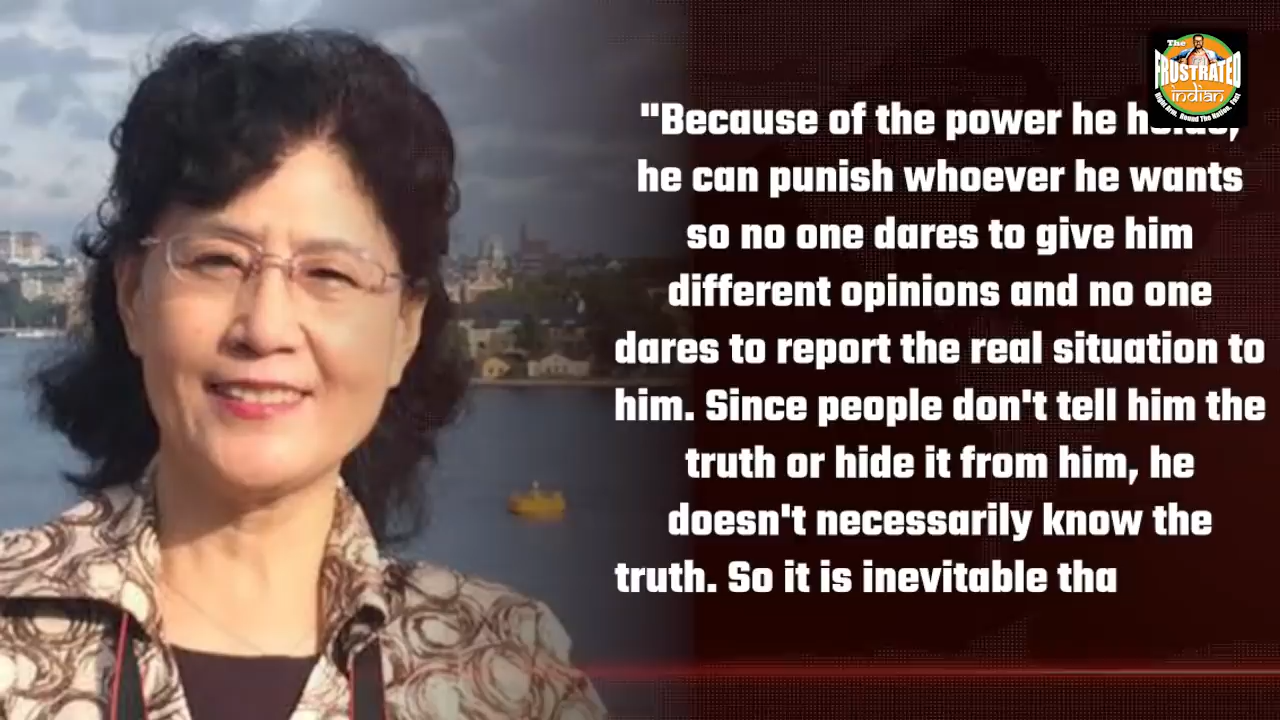 The
FRUSTRATED
indian
"Because of the power he
he can punish whoever he wants
so no one dares to give him
different opinions and no one
dares to report the real situation to
him. Since people don't tell him the
truth or hide it from him, he
doesn't necessarily know the
truth. So it is inevitable tha